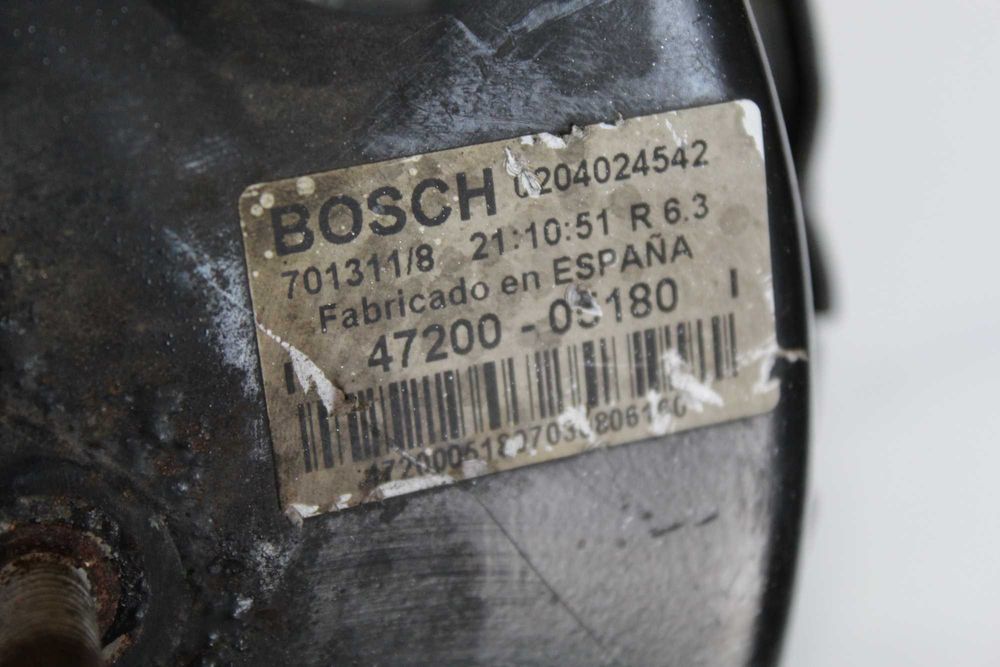 BOSCH 0204024542
701311/8 21:10:51 R 6.3
Fabricado en ESPAÑA
47200-05180 I